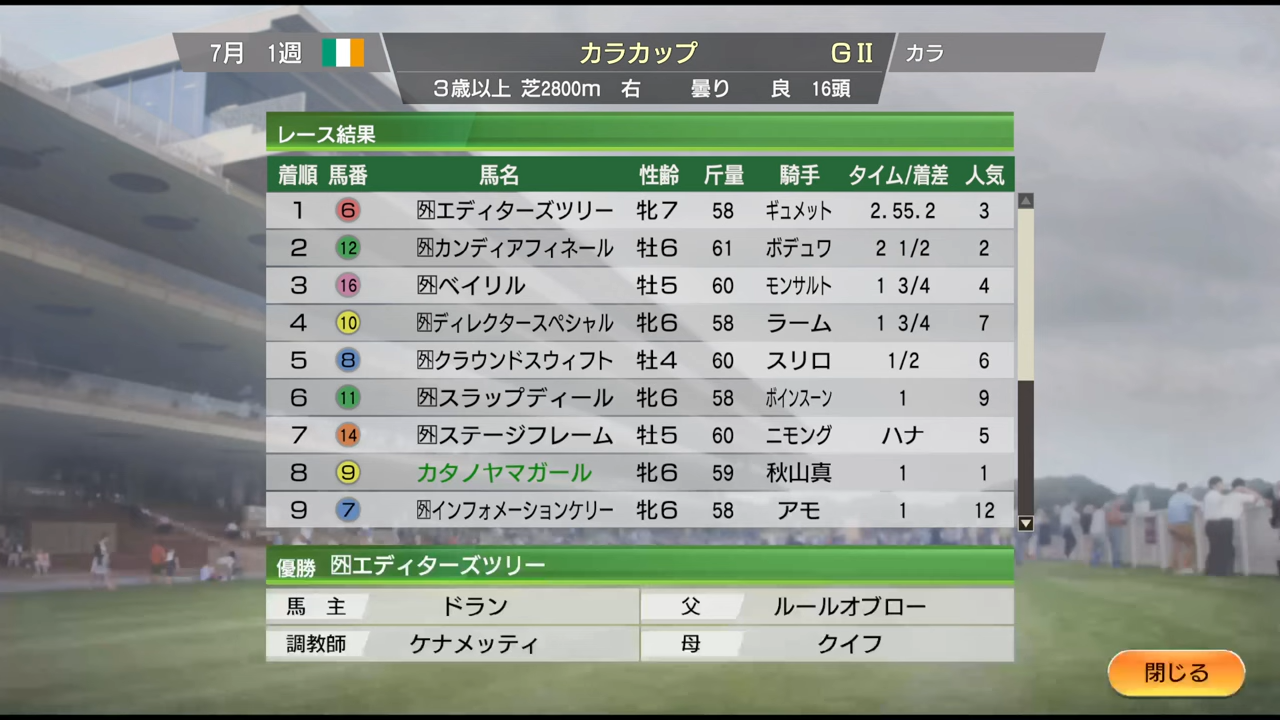 7月 1週 カラカップ GⅡ カラ
3歳以上 芝2800m 右 曇り 良 16頭
レース結果
着順 馬番 馬名 性齢 斤量 騎手 タイム/着差 人気
1 6 外エディターズツリー 牝7 58 ギュメット 2.55.2 3
2 12 外カンディアフィネール 牡6 61 ボデュワ 2 1/2 2
3 16 外ベイリル 牡5 60 モンサルト 1 3/4 4
4 10 外ディレクタースペシャル 牝6 58 ラーム 1 3/4 7
5 8 外クラウンドスウィフト 牡4 60 スリロ 1/2 6
6 11 外スラップディール 牝6 58 ボインスーン 1 9
7 14 外ステージフレーム 牡5 60 ニモング ハナ 5
8 9 カタノヤマガール 牝6 59 秋山真 1 1
9 7 外インフォメーションケリー 牝6 58 アモ 1 12
優勝 外エディターズツリー
馬主 ドラン 父 ルールオブロー
調教師 ケナメッティ 母 クイフ
閉じる